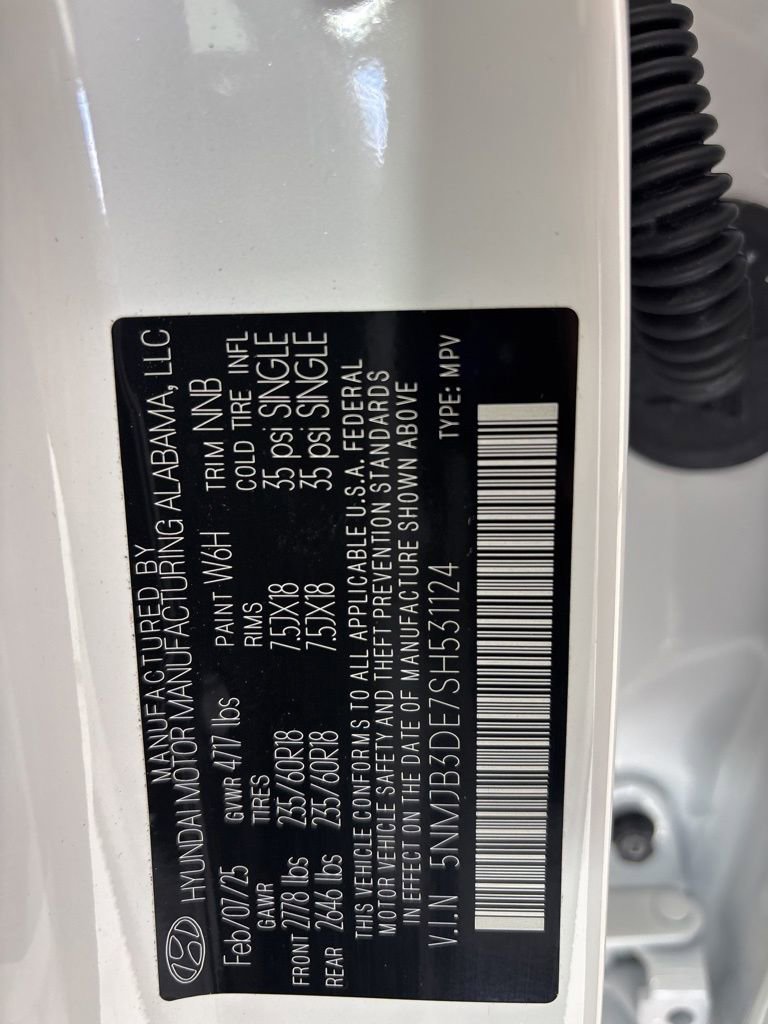 MANUFACTURED BY
HYUNDAI MOTOR MANUFACTURING ALABAMA, LLC
Feb/07/25 GVWR 4717 lbs PAINT W6H TRIM NNB
GAWR TIRES RIMS COLD TIRE INFL
FRONT 2778 lbs 235/60R18 7.5JX18 35 psi SINGLE
REAR 2646 lbs 235/60R18 7.5JX18 35 psi SINGLE
THIS VEHICLE CONFORMS TO ALL APPLICABLE U.S.A. FEDERAL
MOTOR VEHICLE SAFETY AND THEFT PREVENTION STANDARDS
IN EFFECT ON THE DATE OF MANUFACTURE SHOWN ABOVE
V.I.N 5NMJB3DE7SH531124 TYPE: MPV